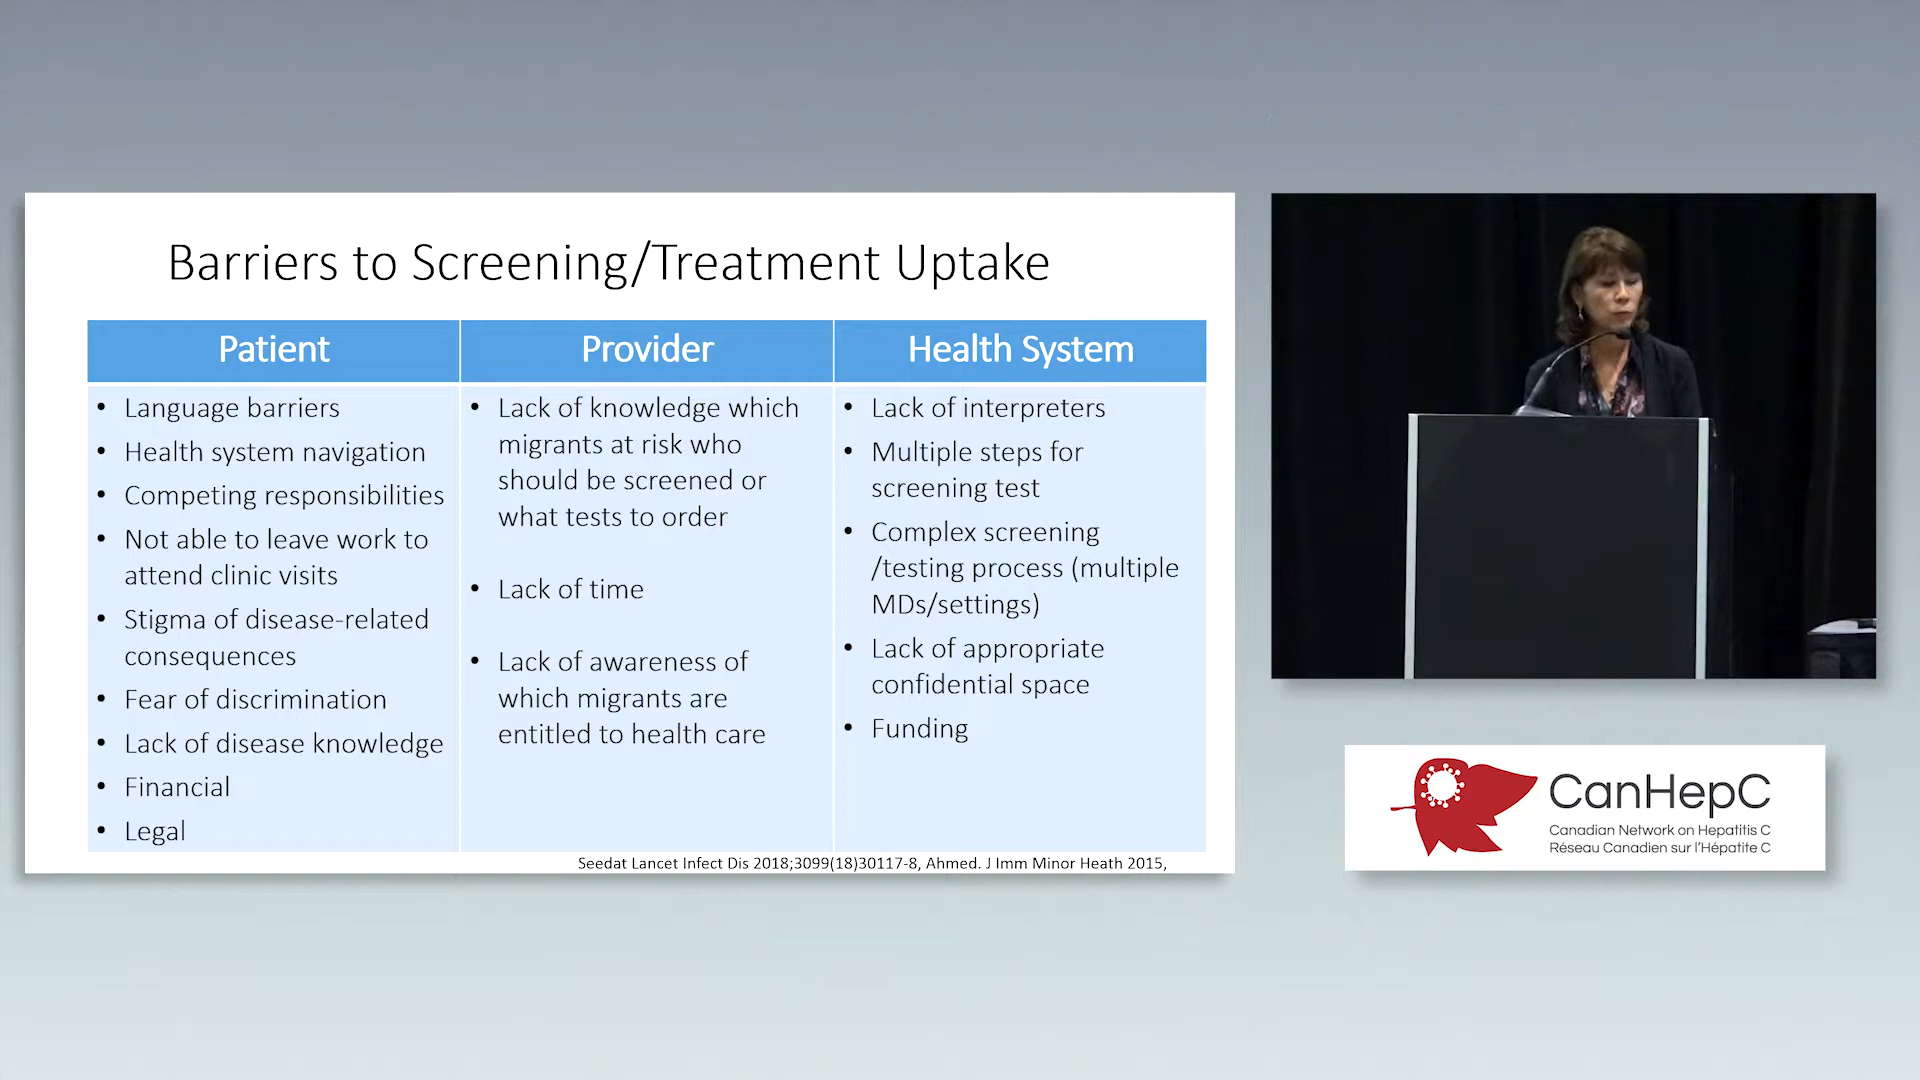 Barriers to Screening/Treatment Uptake
Patient
• Language barriers
• Health system navigation
• Competing responsibilities
• Not able to leave work to
attend clinic visits
• Stigma of disease-related
consequences
• Fear of discrimination
• Lack of disease knowledge
• Financial
• Legal
Provider
• Lack of knowledge which
migrants at risk who
should be screened or
what tests to order
• Lack of time
• Lack of awareness of
which migrants are
entitled to health care
Health System
• Lack of interpreters
• Multiple steps for
screening test
• Complex screening
/testing process (multiple
MDs/settings)
• Lack of appropriate
confidential space
• Funding
Seedat Lancet Infect Dis 2018;3099(18)30117-8, Ahmed. J Imm Minor Heath 2015,
CanHepC
Canadian Network on Hepatitis C
Réseau Canadien sur l'Hépatite C